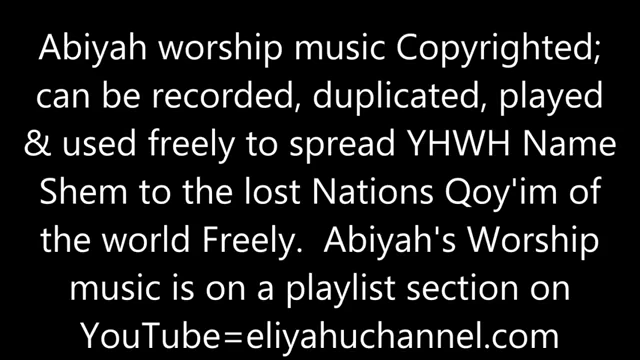 Abiyah worship music Copyrighted;
can be recorded, duplicated, played
& used freely to spread YHWH Name
Shem to the lost Nations Qoy'im of
the world Freely.  Abiyah's Worship
music is on a playlist section on
YouTube=eliyahuchannel.com